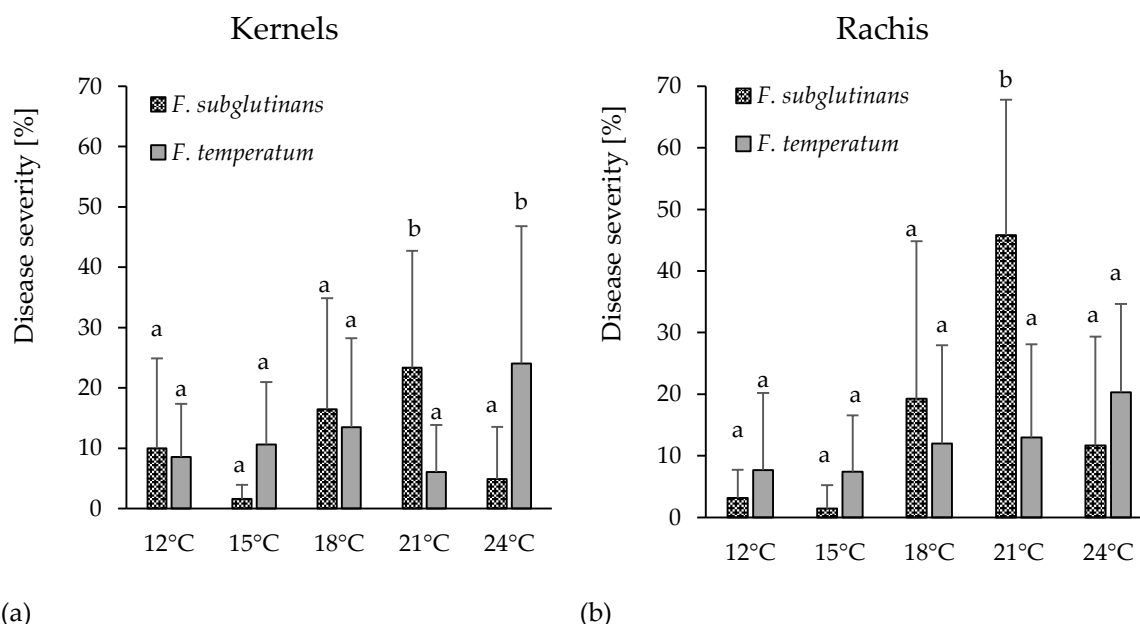 Kernels
Disease severity [%]
70
60
50
40
30
20
10
0
F. subglutinans
F. temperatum
a
a
a
a
a
a
b
a
a
b
12°C 15°C 18°C 21°C 24°C
(a)
Rachis
Disease severity [%]
70
60
50
40
30
20
10
0
F. subglutinans
F. temperatum
a
a
a
a
a
a
b
a
a
a
12°C 15°C 18°C 21°C 24°C
(b)